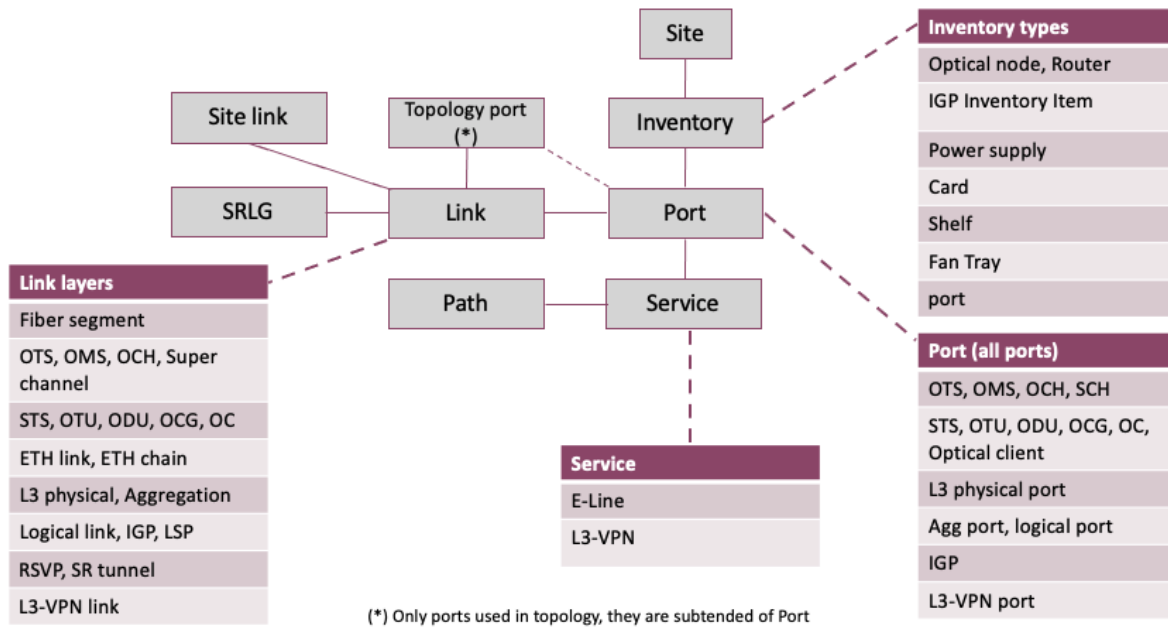 Site
Inventory
Topology port
(*)
Site link
SRLG
Link
Port
Path
Service
Inventory types
Optical node, Router
IGP Inventory Item
Power supply
Card
Shelf
Fan Tray
port
Link layers
Fiber segment
OTS, OMS, OCH, Super
channel
STS, OTU, ODU, OCG, OC
ETH link, ETH chain
L3 physical, Aggregation
Logical link, IGP, LSP
RSVP, SR tunnel
L3-VPN link
Service
E-Line
L3-VPN
Port (all ports)
OTS, OMS, OCH, SCH
STS, OTU, ODU, OCG, OC,
Optical client
L3 physical port
Agg port, logical port
IGP
L3-VPN port
(*) Only ports used in topology, they are subtended of Port